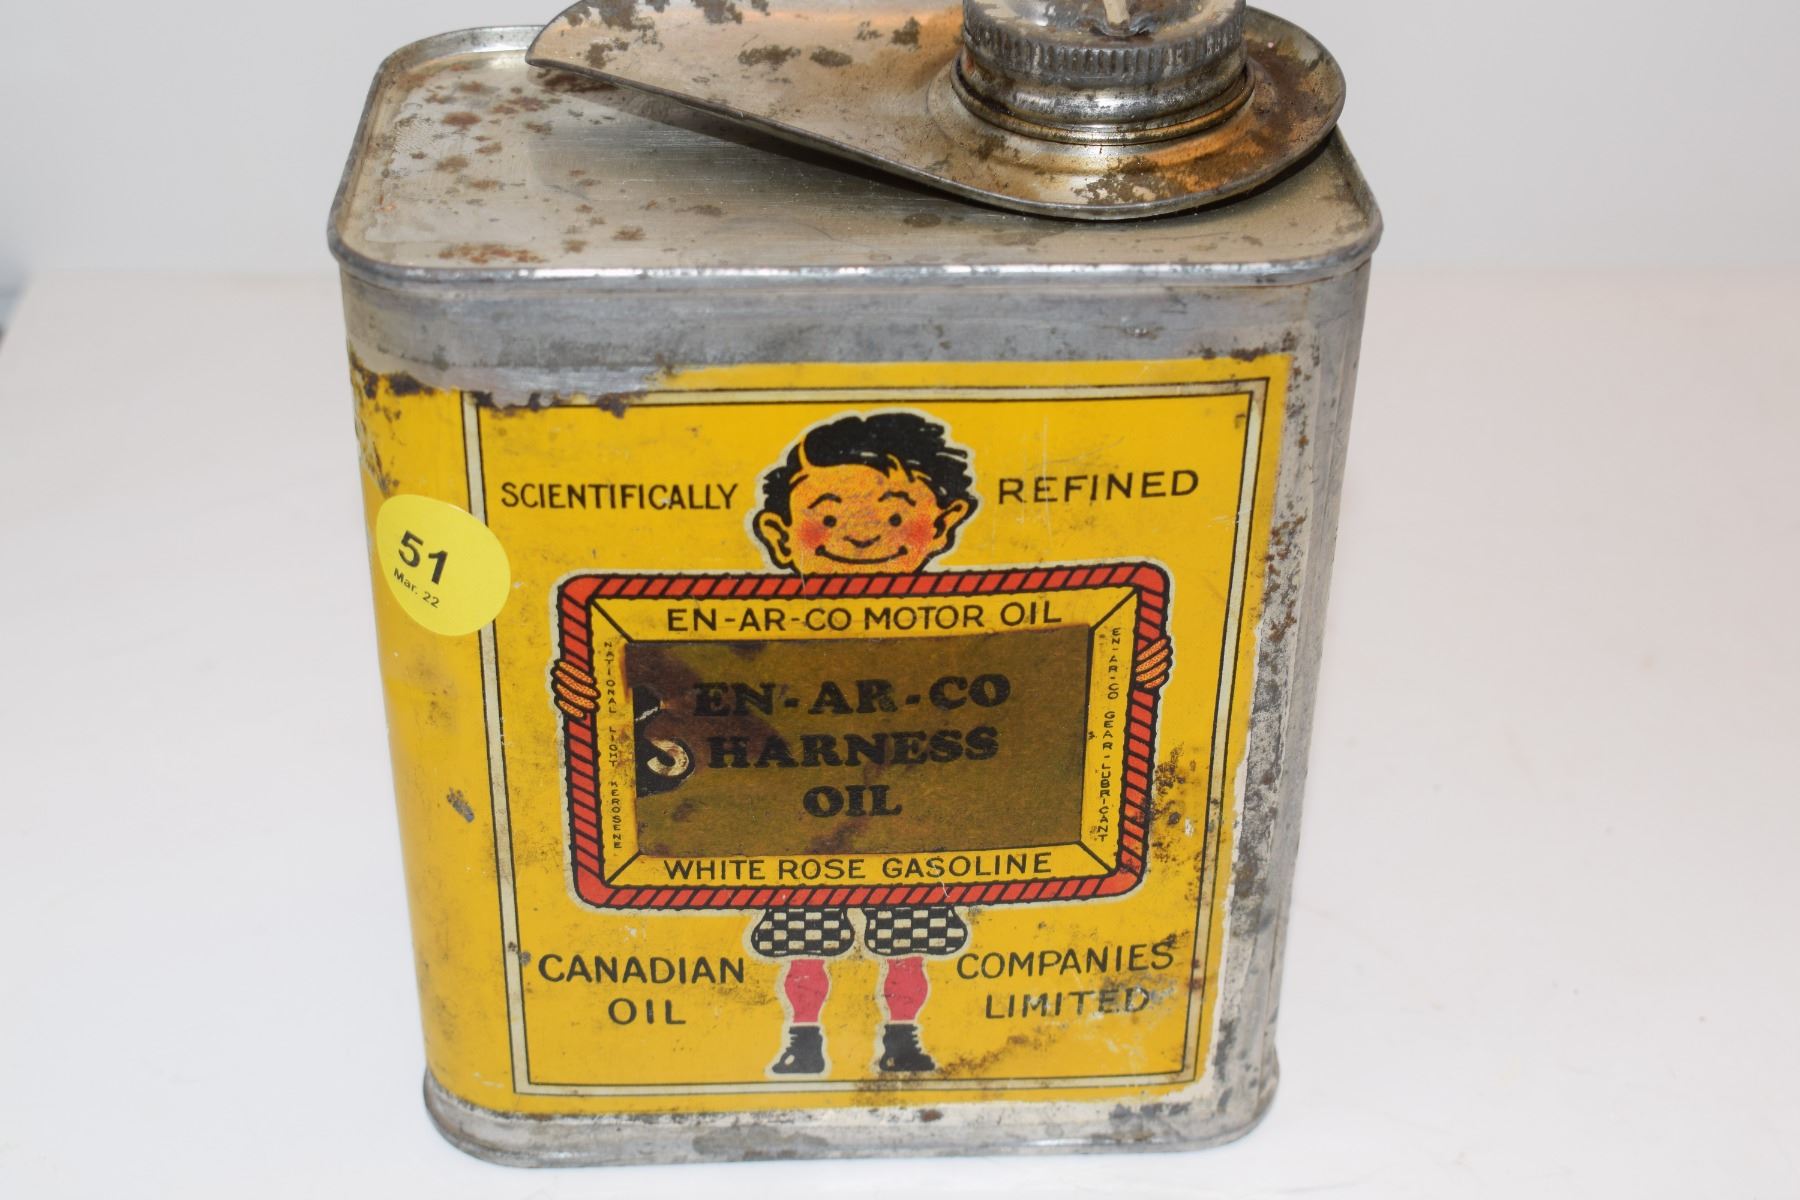 SCIENTIFICALLY REFINED
51
Mar. 22
EN-AR-CO MOTOR OIL
NATIONAL LIGHT KEROSENE
EN-AR-CO GEAR-LUBRICANT
EN-AR-CO
HARNESS
OIL
WHITE ROSE GASOLINE
CANADIAN
OIL
COMPANIES
LIMITED